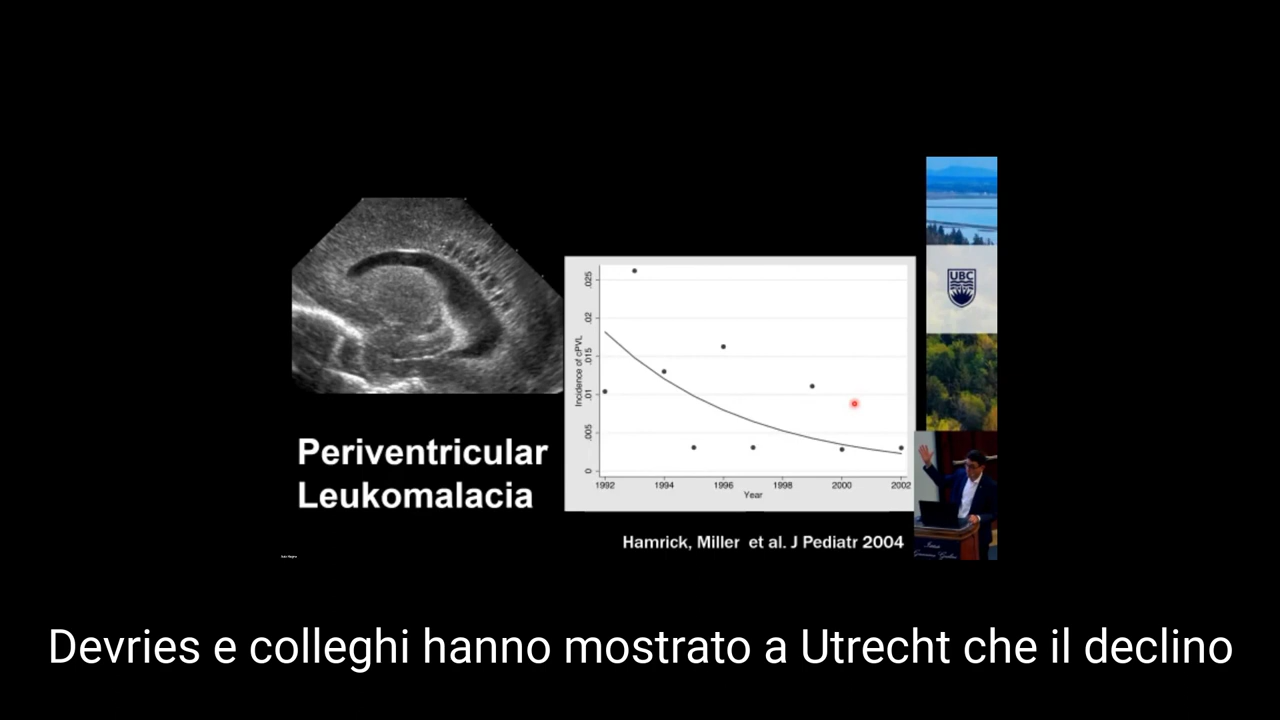 UBC
.025
.02
.015
.01
.005
0
Incidence of cPVL
1992
1994
1996
1998
2000
2002
Year
Periventricular
Leukomalacia
Hamrick, Miller et al. J Pediatr 2004
Devries e colleghi hanno mostrato a Utrecht che il declino